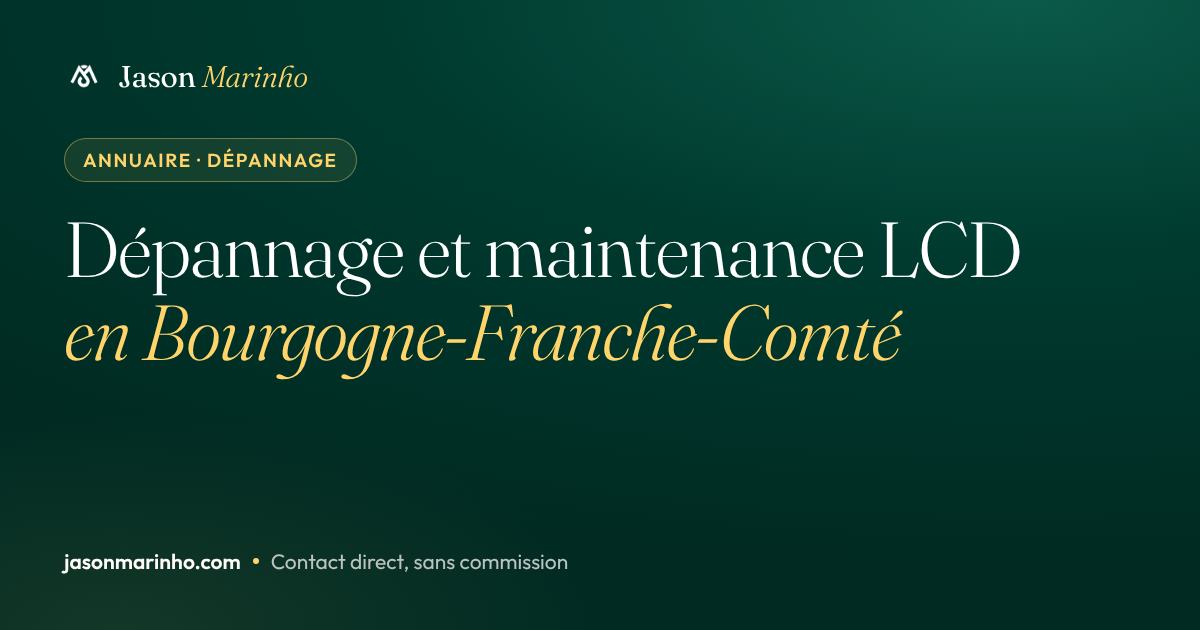 Jason Marinho
ANNUAIRE · DÉPANNAGE
Dépannage et maintenance LCD
en Bourgogne-Franche-Comté
jasonmarinho.com • Contact direct, sans commission